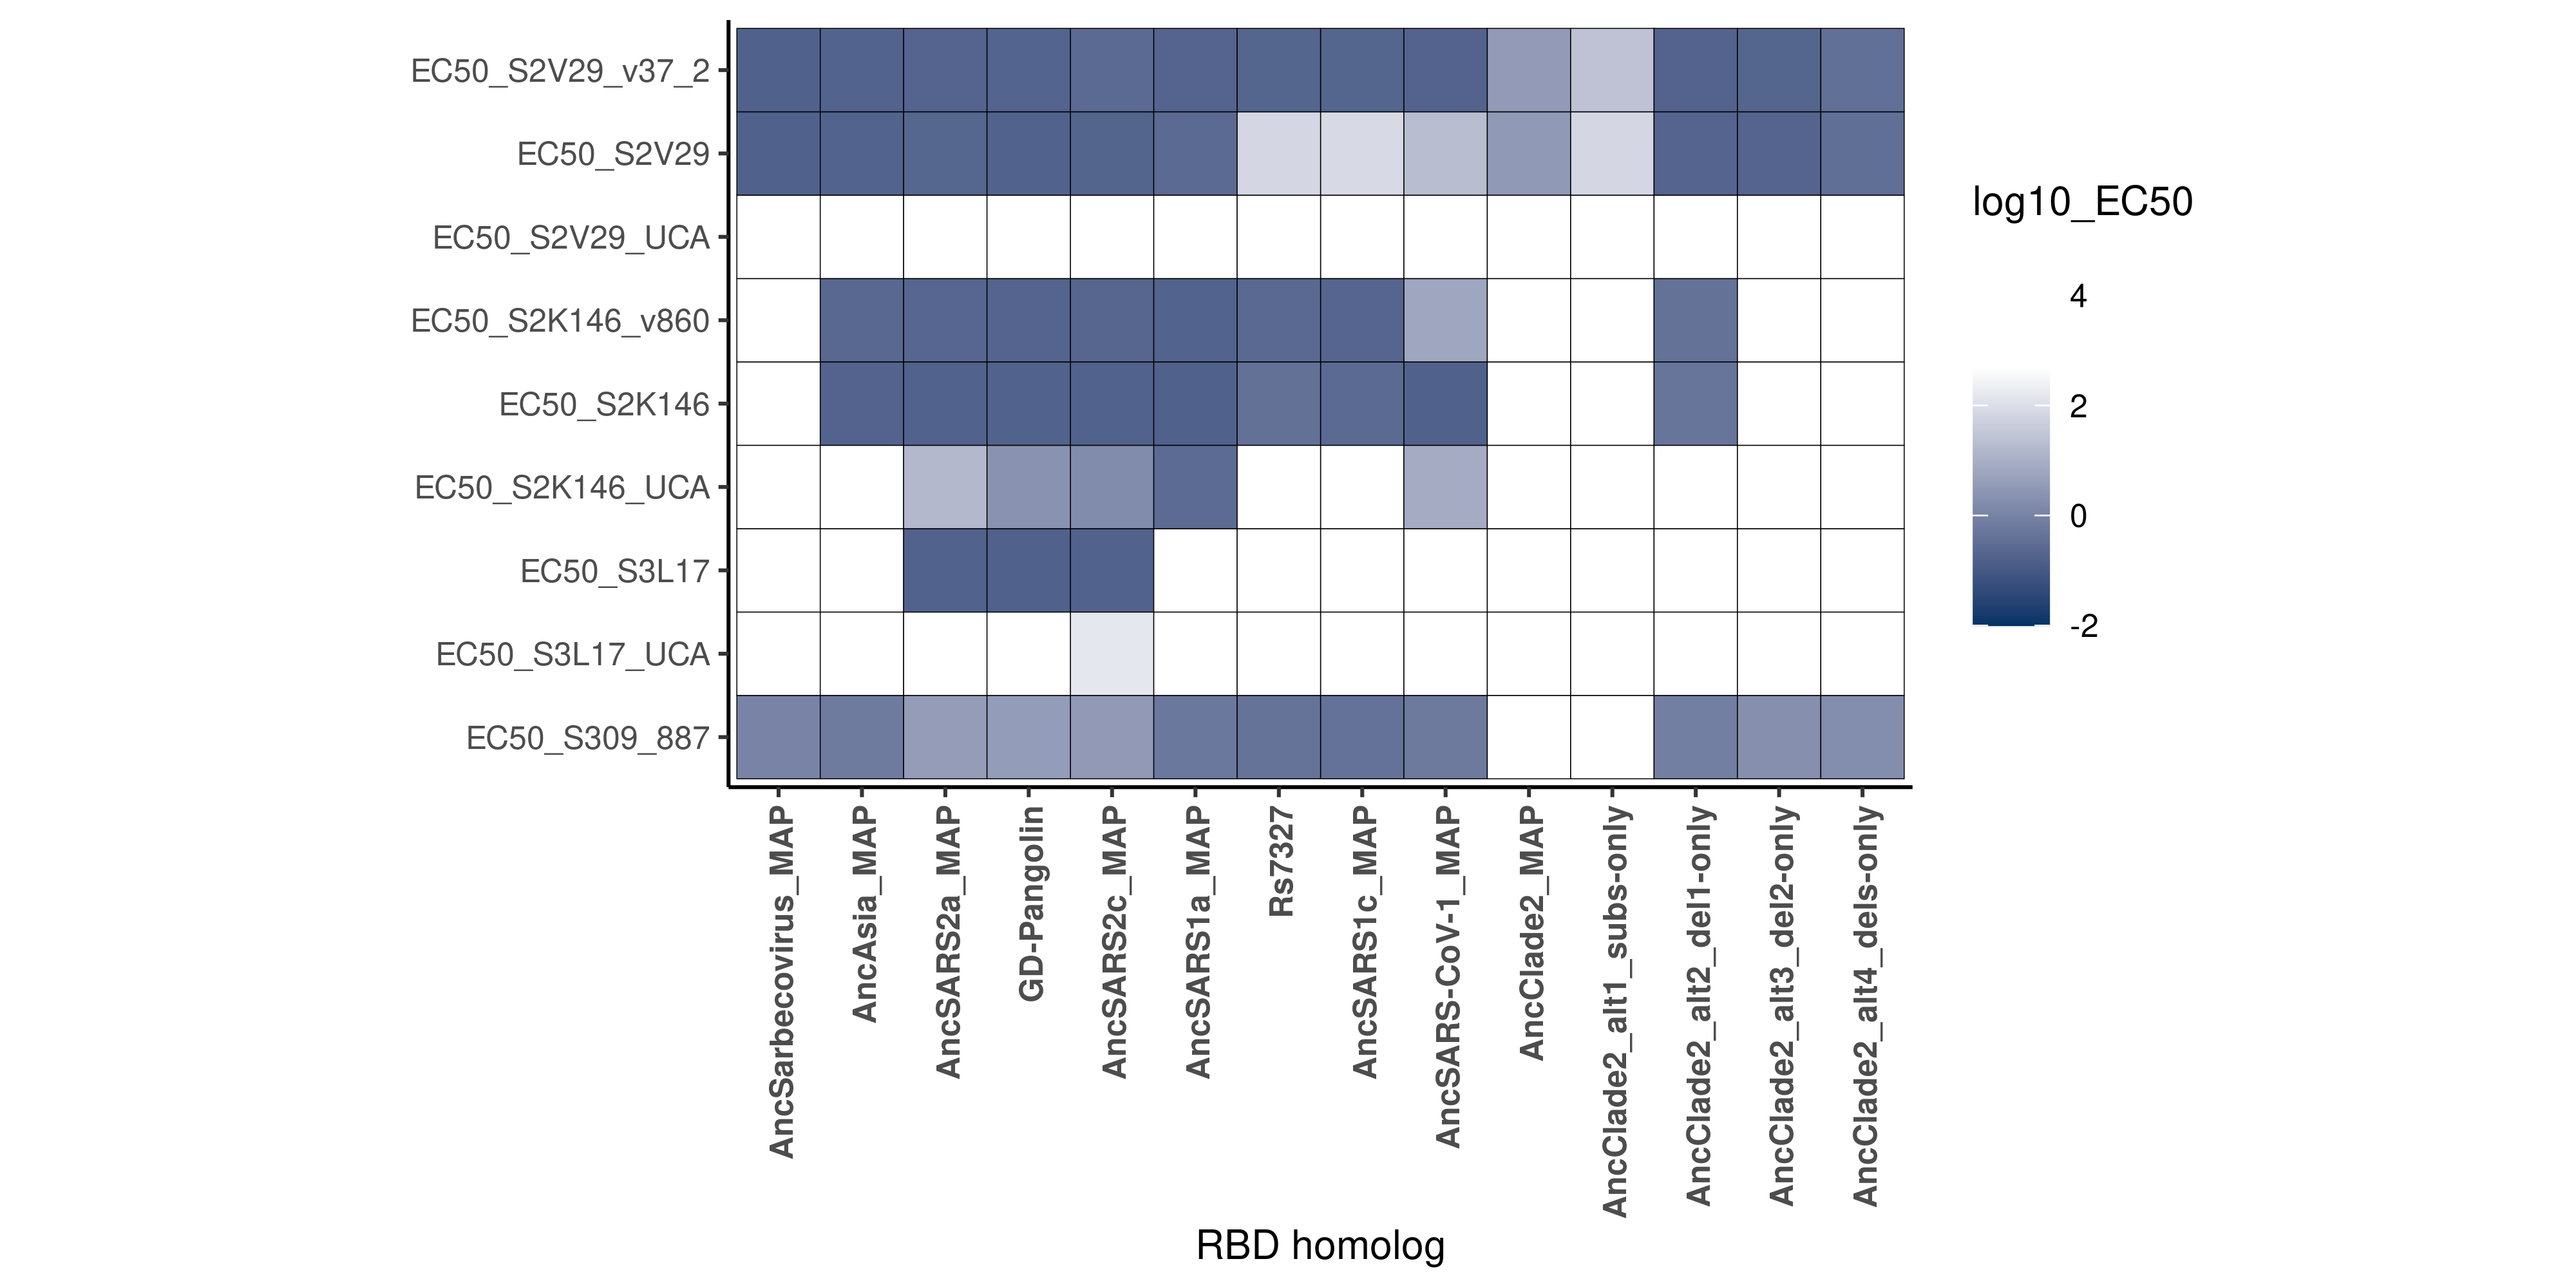 EC50_S2V29_v37_2
EC50_S2V29
EC50_S2V29_UCA
EC50_S2K146_v860
EC50_S2K146
EC50_S2K146_UCA
EC50_S3L17
EC50_S3L17_UCA
EC50_S309_887
log10_EC50
4
2
0
-2
AncSarbecovirus_MAP
AncAsia_MAP
AncSARS2a_MAP
GD-Pangolin
AncSARS2c_MAP
AncSARS1a_MAP
Rs7327
AncSARS1c_MAP
AncSARS-CoV-1_MAP
AncClade2_MAP
AncClade2_alt1_subs-only
AncClade2_alt2_del1-only
AncClade2_alt3_del2-only
AncClade2_alt4_dels-only
RBD homolog